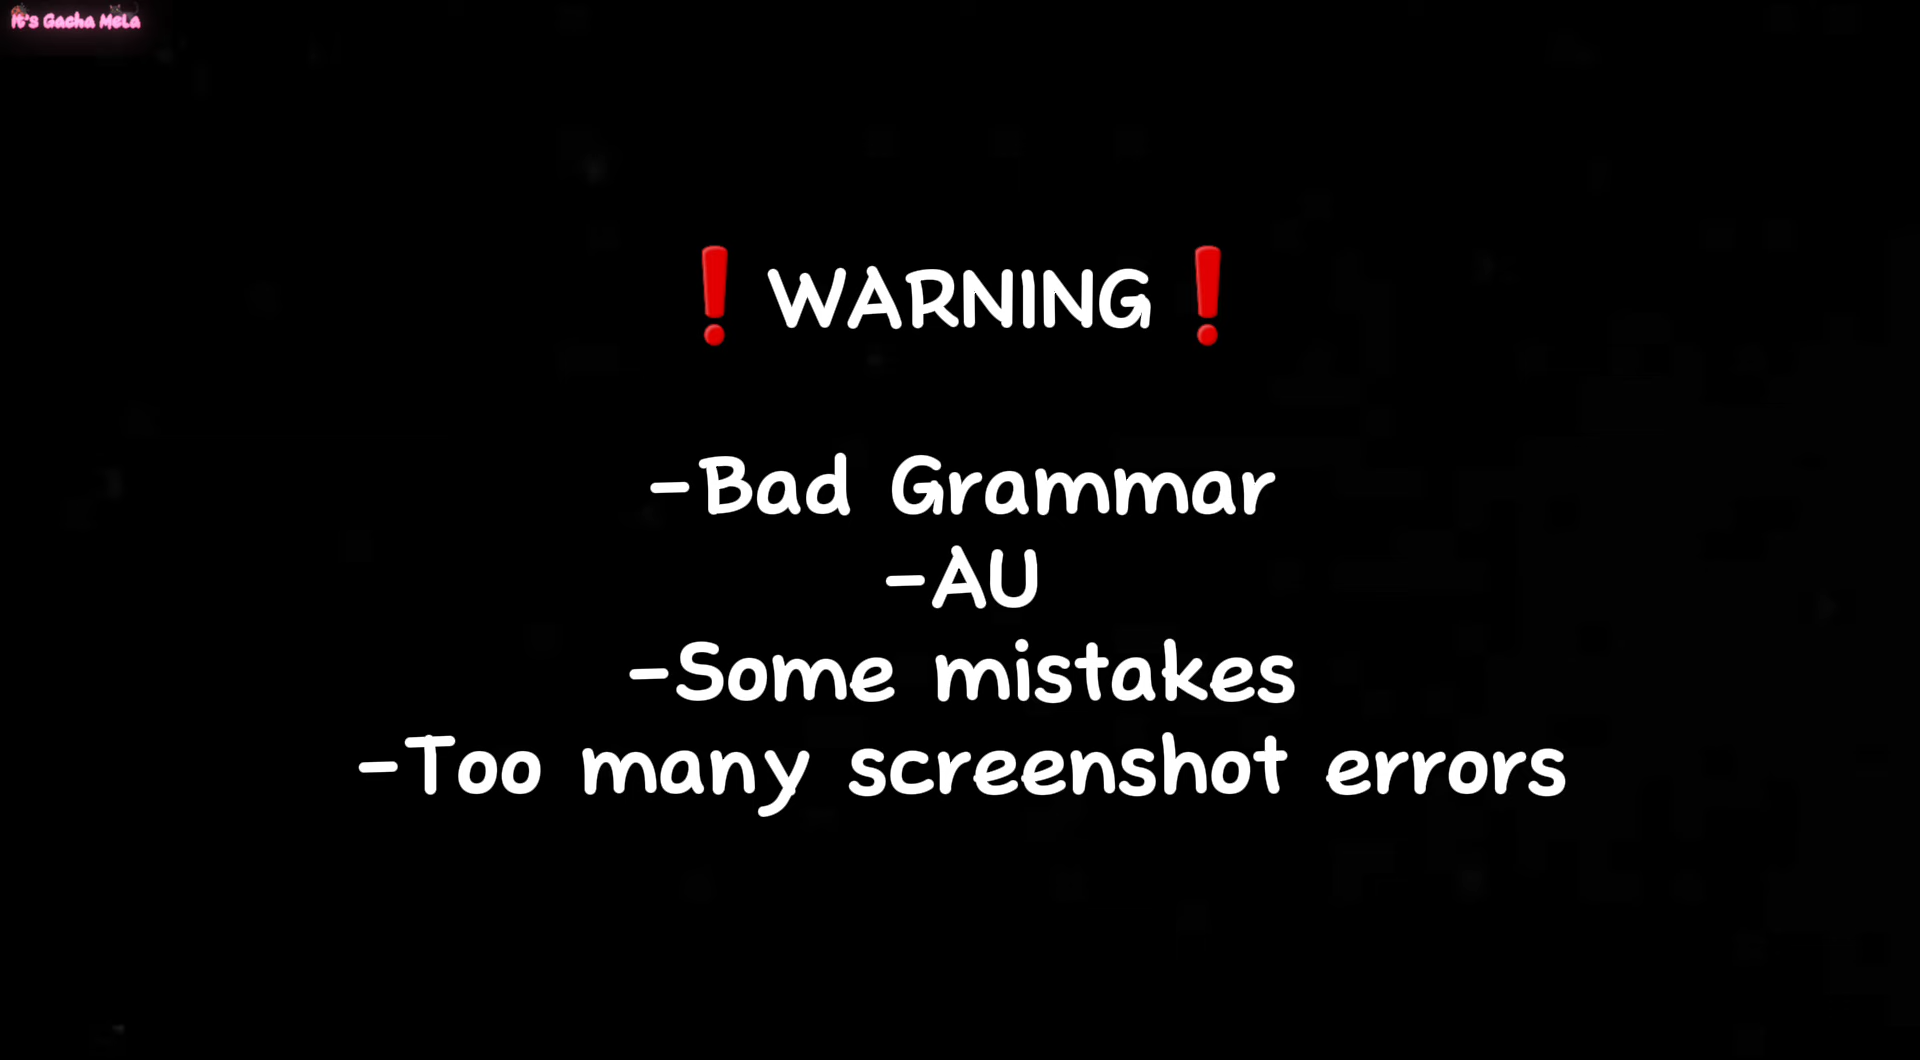 It's Gacha Mela
❗WARNING❗
-Bad Grammar
-AU
-Some mistakes
-Too many screenshot errors